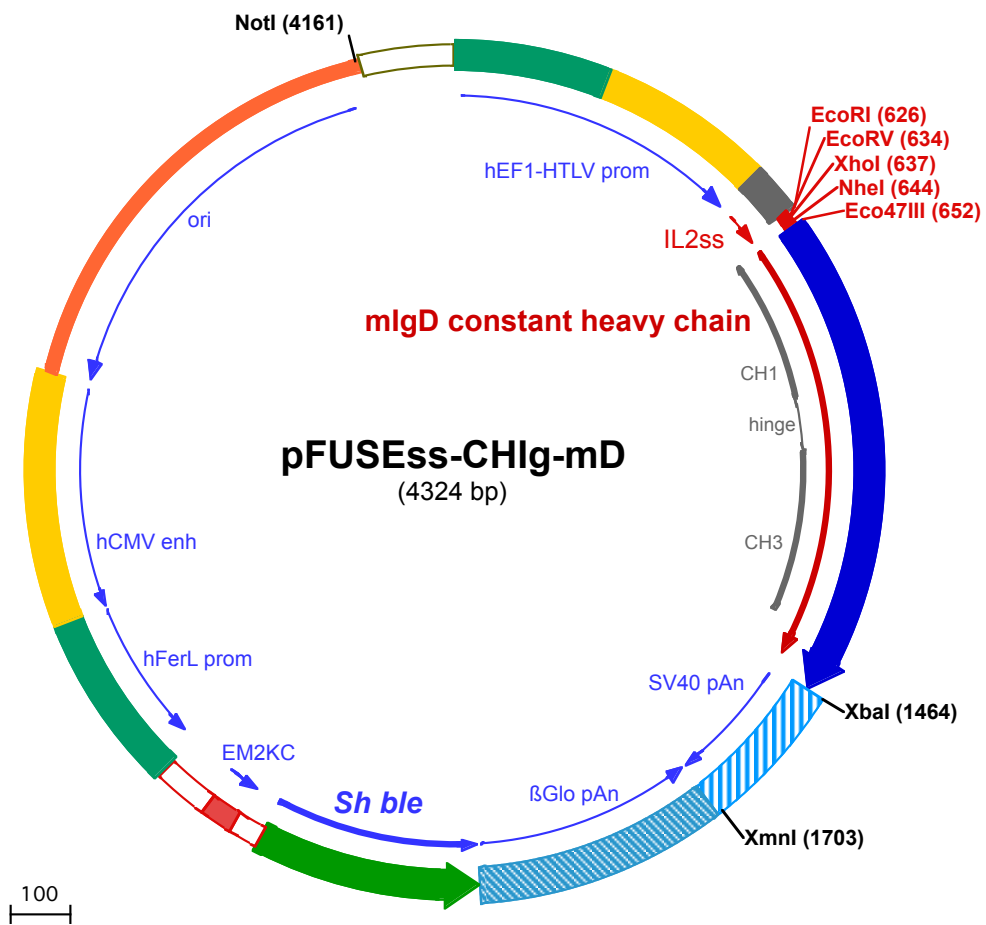 NotI (4161)
EcoRI (626)
EcoRV (634)
XhoI (637)
NheI (644)
Eco47III (652)
hEF1-HTLV prom
ori
IL2ss
mIgD constant heavy chain
CH1
hinge
pFUSEss-CHIg-mD
(4324 bp)
hCMV enh
CH3
hFerL prom
SV40 pAn
XbaI (1464)
EM2KC
Sh ble
ßGlo pAn
XmnI (1703)
100